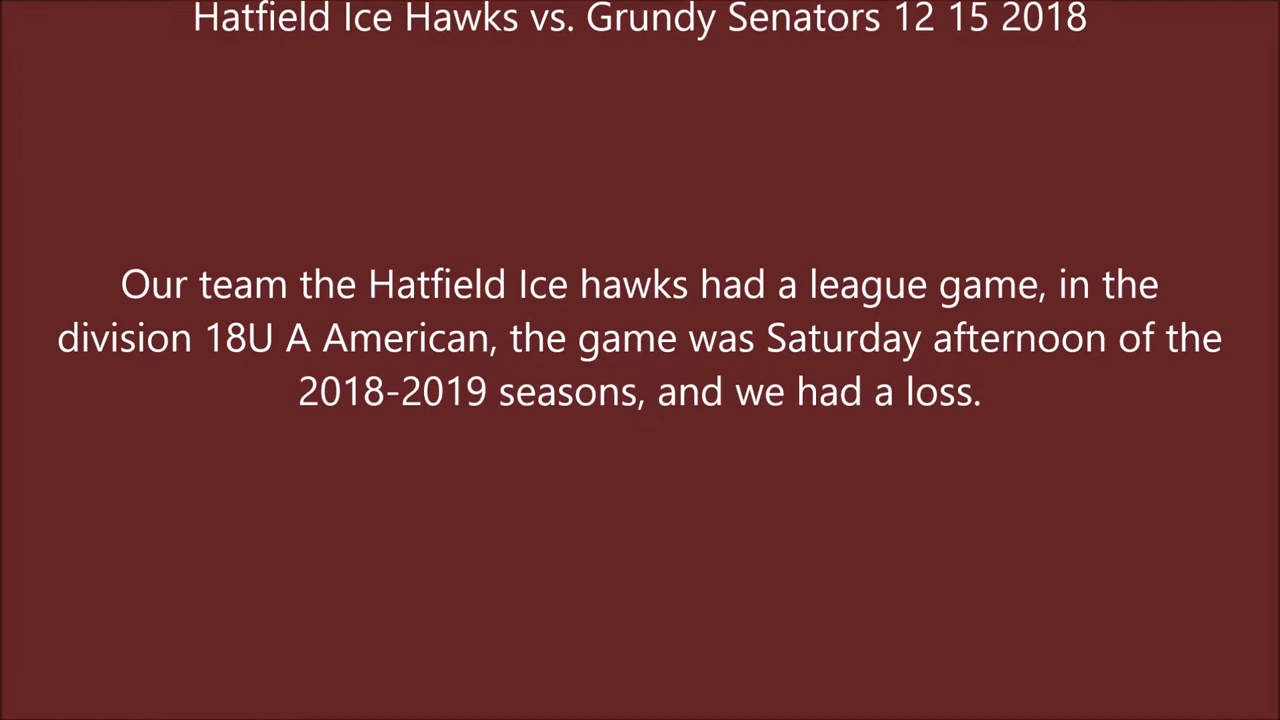 Hatfield Ice Hawks vs. Grundy Senators 12 15 2018
Our team the Hatfield Ice hawks had a league game, in the
division 18U A American, the game was Saturday afternoon of the
2018-2019 seasons, and we had a loss.